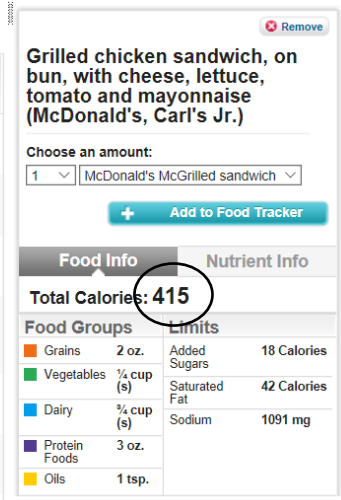 Remove
Grilled chicken sandwich, on
bun, with cheese, lettuce,
tomato and mayonnaise
(McDonald's, Carl's Jr.)
Choose an amount:
1 McDonald's McGrilled sandwich
+ Add to Food Tracker
Food Info Nutrient Info
Total Calories: 415
Food Groups Limits
Grains 2 oz.
Vegetables ¼ cup
(s)
Dairy ¾ cup
(s)
Protein 3 oz.
Foods
Oils 1 tsp.
Added 18 Calories
Sugars
Saturated 42 Calories
Fat
Sodium 1091 mg